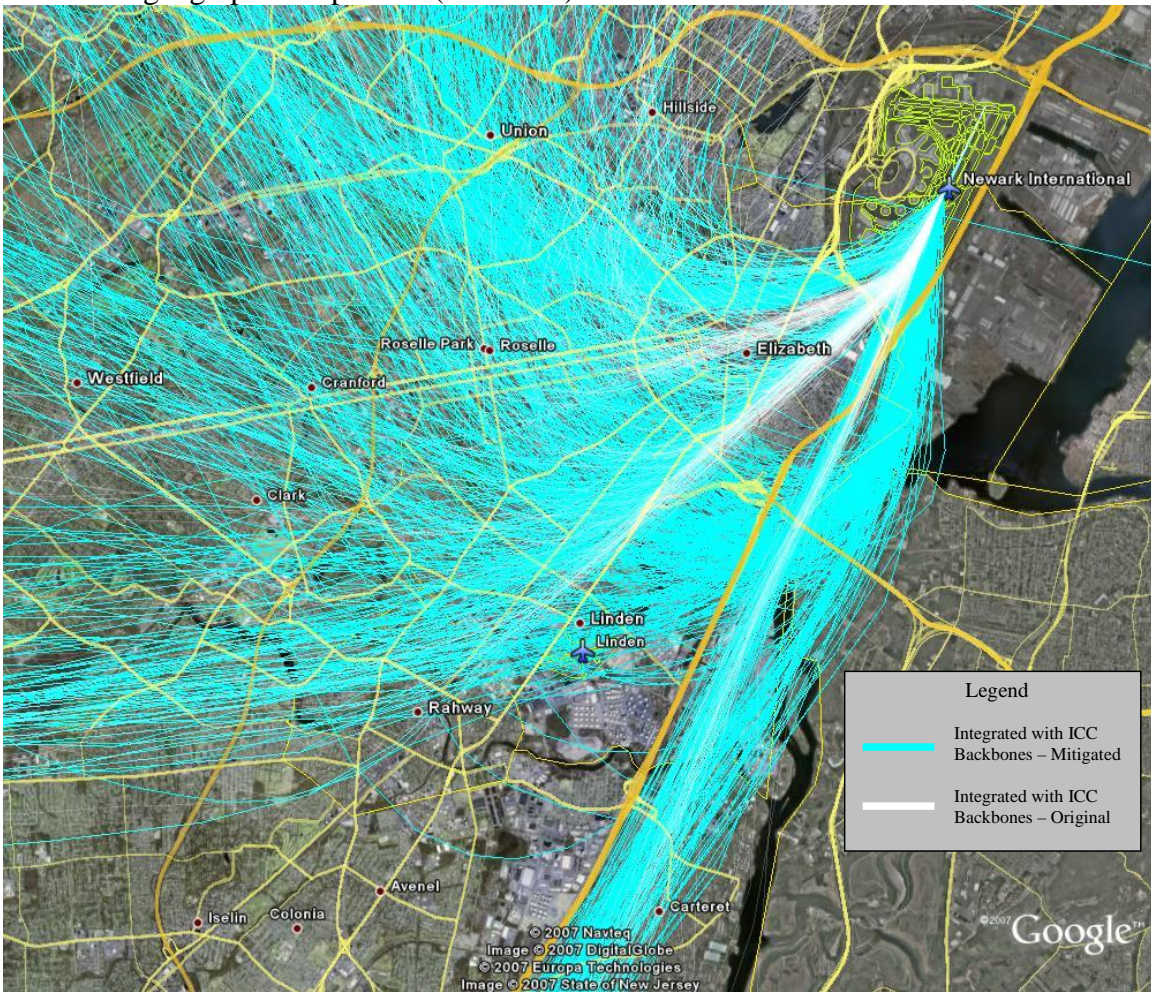 Hillside
Union
Newark International
Roselle Park
Roselle
Elizabeth
Westfield
Cranford
Clark
Linden
Linden
Rahway
Legend
Integrated with ICC
Backbones – Mitigated
Integrated with ICC
Backbones – Original
Avenel
Iselin
Colonia
Carteret
© 2007 Navteq
Image © 2007 DigitalGlobe
© 2007 Europa Technologies
Image © 2007 State of New Jersey
©2007 Google™